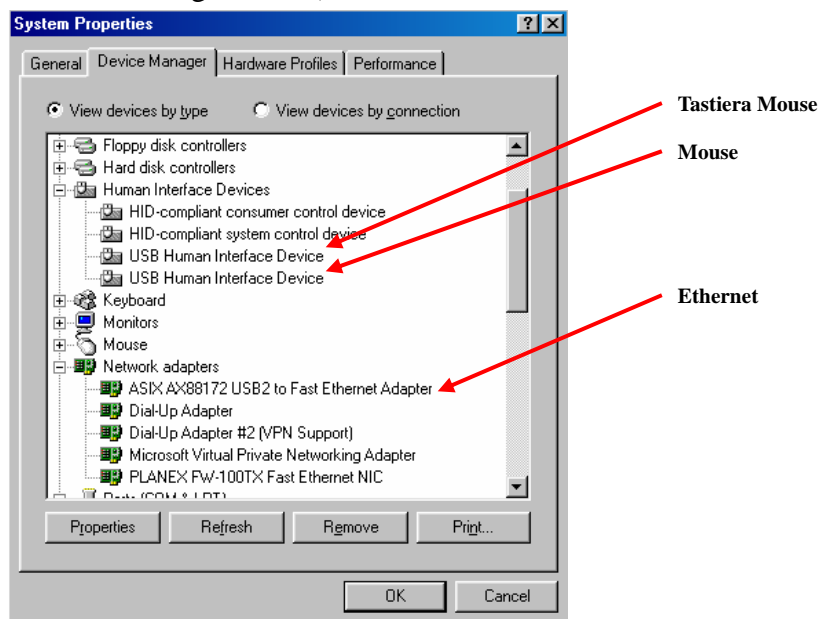 System Properties
General Device Manager Hardware Profiles Performance
View devices by type View devices by connection
Floppy disk controllers
Hard disk controllers
Human Interface Devices
HID-compliant consumer control device
HID-compliant system control device
USB Human Interface Device
USB Human Interface Device
Keyboard
Monitors
Mouse
Network adapters
ASIX AX88172 USB2 to Fast Ethernet Adapter
Dial-Up Adapter
Dial-Up Adapter #2 (VPN Support)
Microsoft Virtual Private Networking Adapter
PLANEX FW-100TX Fast Ethernet NIC
Ports (COM & LPT)
Properties Refresh Remove Print...
OK Cancel
Tastiera Mouse
Mouse
Ethernet